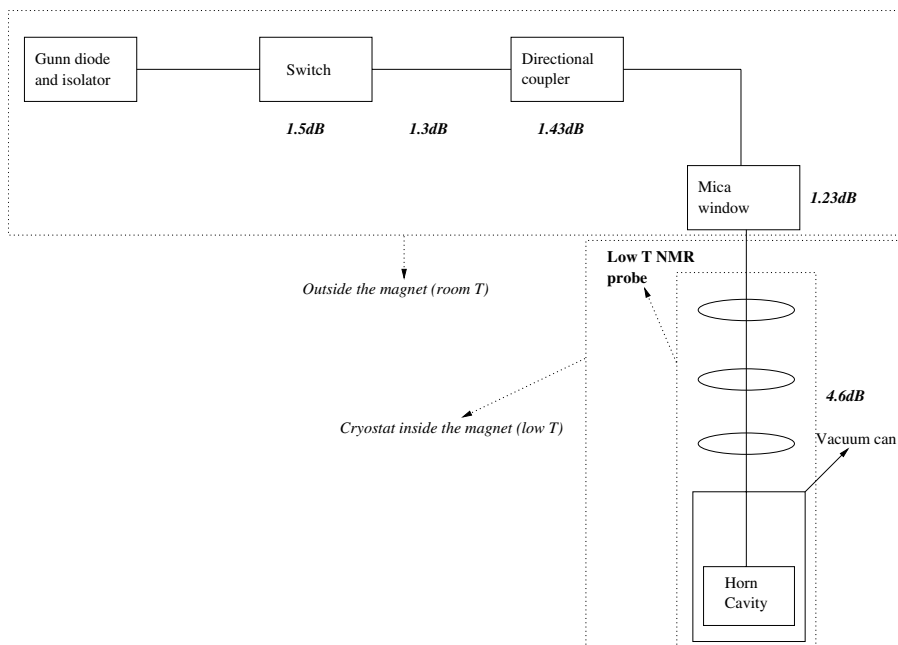 Gunn diode
and isolator
Switch
Directional
coupler
1.5dB
1.3dB
1.43dB
Mica
window
1.23dB
Low T NMR
probe
Outside the magnet (room T)
4.6dB
Cryostat inside the magnet (low T)
Vacuum can
Horn
Cavity